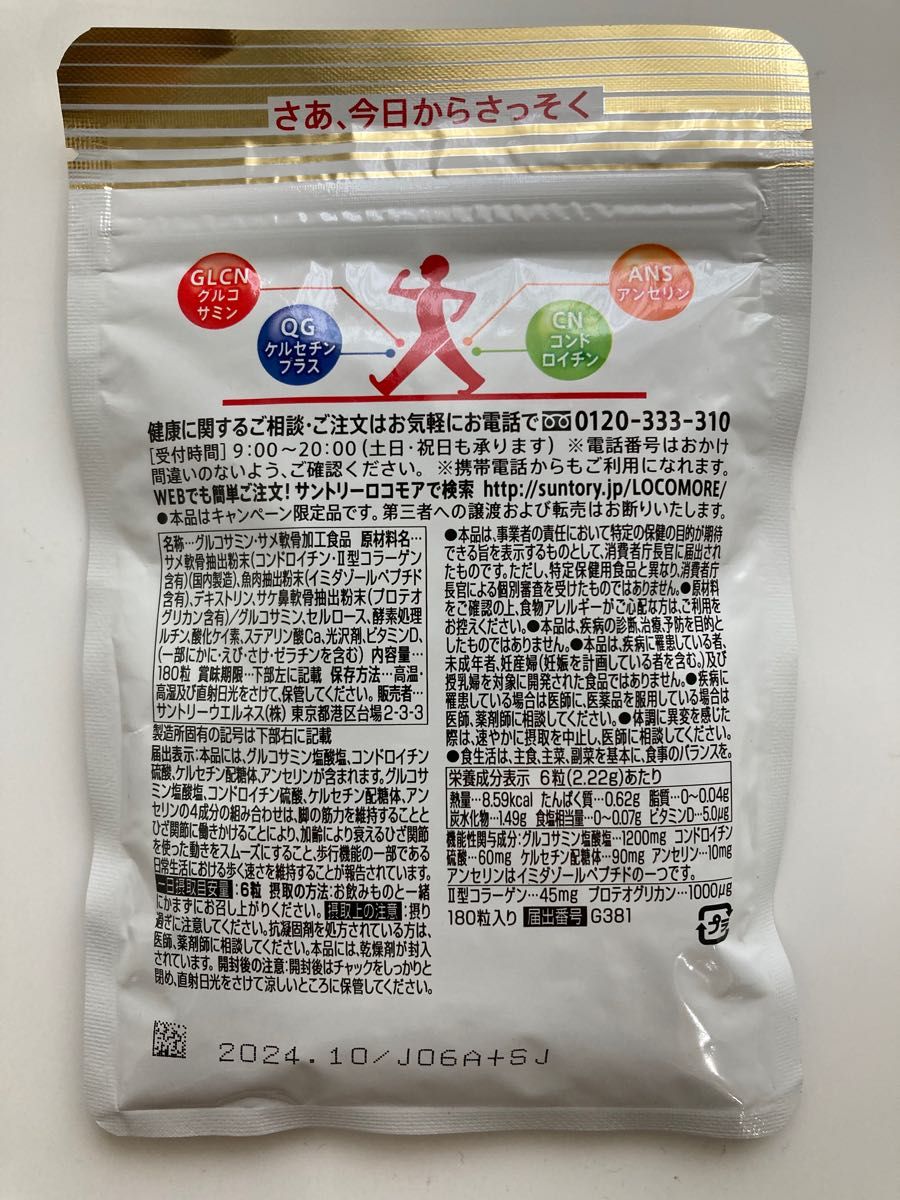 さあ、今日からさっそく
GLCN
グルコ
サミン
QG
ケルセチン
プラス
ANS
アンセリン
CN
コンド
ロイチン
健康に関するご相談・ご注文はお気軽にお電話で 0120-333-310
[受付時間] 9:00〜20:00 (土日・祝日も承ります) ※電話番号はおかけ
間違いのないよう、ご確認ください。 ※携帯電話からもご利用になれます。
WEBでも簡単ご注文! サントリーロコモアで検索 http://suntory.jp/LOCOMORE/
●本品はキャンペーン限定品です。第三者への譲渡および転売はお断りいたします。
名称…グルコサミン・サメ軟骨加工食品 原材料名…
サメ軟骨抽出粉末(コンドロイチン・Ⅱ型コラーゲン
含有)(国内製造)、魚肉抽出粉末(イミダゾールペプチド
含有)、デキストリン、サケ鼻軟骨抽出粉末(プロテオ
グリカン含有)/グルコサミン、セルロース、酵素処理
ルチン、酸化ケイ素、ステアリン酸Ca、光沢剤、ビタミンD、
(一部にかに・えび・さけ・ゼラチンを含む) 内容量…
180粒 賞味期限…下部左に記載 保存方法…高温・
高湿及び直射日光をさけて、保管してください。 販売者…
サントリーウエルネス(株) 東京都港区台場2-3-3
製造所固有の記号は下部右に記載
届出表示:本品には、グルコサミン塩酸塩、コンドロイチン
硫酸、ケルセチン配糖体、アンセリンが含まれます。グルコサ
ミン塩酸塩、コンドロイチン硫酸、ケルセチン配糖体、アン
セリンの4成分の組み合わせは、脚の筋力を維持することと
ひざ関節に働きかけることにより、加齢により衰えるひざ関節
を使った動きをスムーズにすること、歩行機能の一部である
日常生活における歩く速さを維持することが報告されています。
一日摂取目安量:6粒 摂取の方法:お飲みものと一緒
にかまずにお召し上がりください。 摂取上の注意:摂り
過ぎに注意してください。抗凝固剤を処方されている方は、
医師、薬剤師に相談してください。本品には、乾燥剤が封入
されています。 開封後の注意:開封後はチャックをしっかりと
閉め、直射日光をさけて涼しいところに保管してください。
●本品は、事業者の責任において特定の保健の目的が期待
できる旨を表示するものとして、消費者庁長官に届出され
たものです。ただし、特定保健用食品と異なり、消費者庁
長官による個別審査を受けたものではありません。●原材料
をご確認の上、食物アレルギーがご心配な方は、ご利用を
お控えください。●本品は、疾病の診断、治療、予防を目的と
したものではありません。●本品は、疾病に罹患している者、
未成年者、妊産婦(妊娠を計画している者を含む。)及び
授乳婦を対象に開発された食品ではありません。●疾病に
罹患している場合は医師に、医薬品を服用している場合は
医師、薬剤師に相談してください。●体調に異変を感じた
際は、速やかに摂取を中止し、医師に相談してください。
●食生活は、主食、主菜、副菜を基本に、食事のバランスを。
栄養成分表示 6粒(2.22g)あたり
熱量…8.59kcal たんぱく質…0.62g 脂質…0〜0.04g
炭水化物…1.49g 食塩相当量…0〜0.07g ビタミンD…5.0μg
機能性関与成分:グルコサミン塩酸塩…1200mg コンドロイチン
硫酸…60mg ケルセチン配糖体…90mg アンセリン…10mg
アンセリンはイミダゾールペプチドの一つです。
Ⅱ型コラーゲン…45mg プロテオグリカン…1000μg
180粒入り 届出番号 G381
プラ
2024.10/J06A+SJ